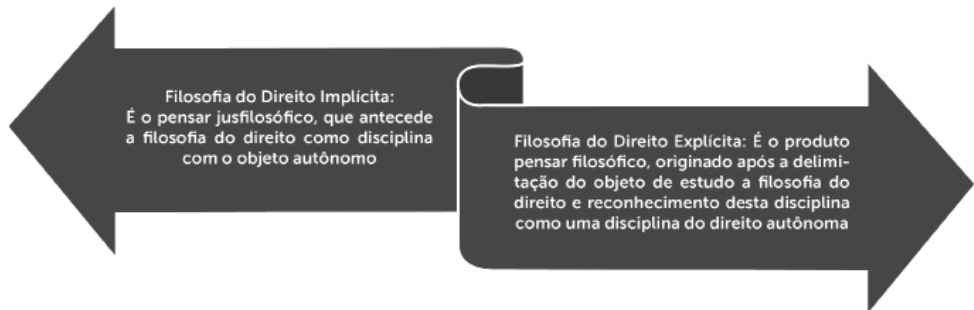 Filosofia do Direito Implícita:
É o pensar jusfilosófico, que antecede
a filosofia do direito como disciplina
com o objeto autônomo
Filosofia do Direito Explícita: É o produto
pensar filosófico, originado após a delimi-
tação do objeto de estudo a filosofia do
direito e reconhecimento desta disciplina
como uma disciplina do direito autônoma